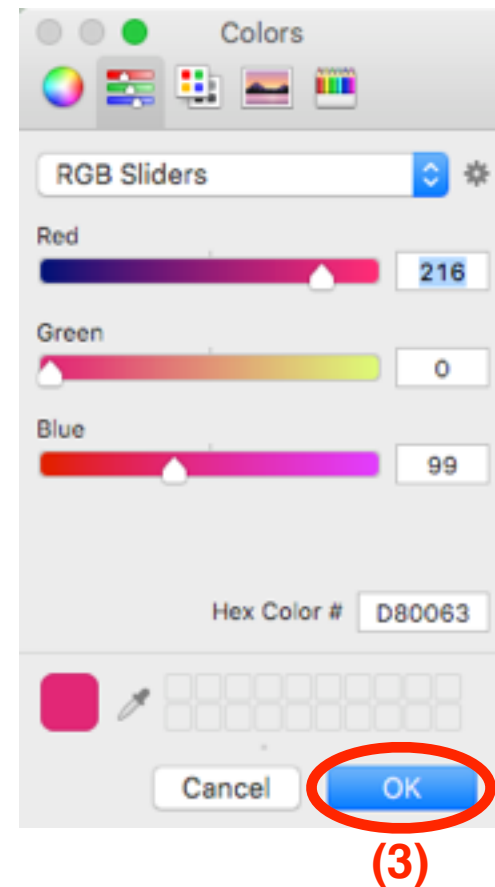 Colors
RGB Sliders
Red
216
Green
0
Blue
99
Hex Color # D80063
Cancel OK
(3)